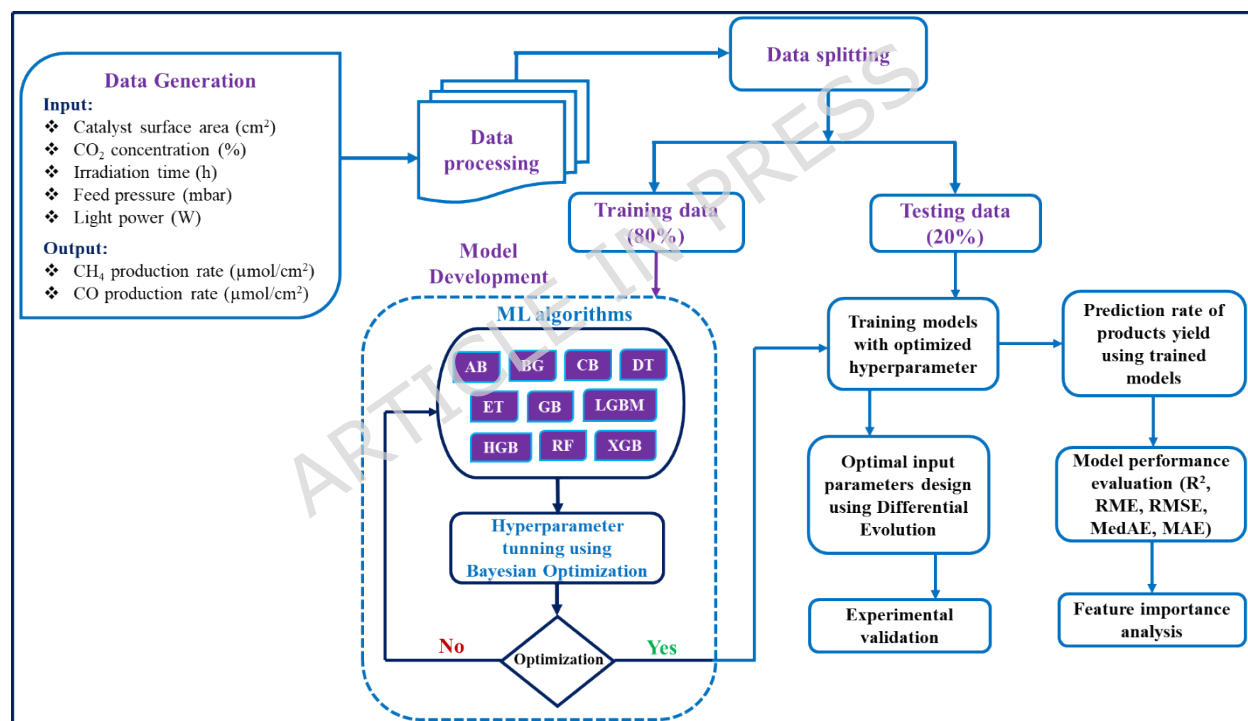 Data Generation
Input:
❖ Catalyst surface area (cm²)
❖ CO₂ concentration (%)
❖ Irradiation time (h)
❖ Feed pressure (mbar)
❖ Light power (W)
Output:
❖ CH₄ production rate (µmol/cm²)
❖ CO production rate (µmol/cm²)
Data
processing
Data splitting
Training data
(80%)
Testing data
(20%)
Model
Development
ML algorithms
AB BG CB DT
ET GB LGBM
HGB RF XGB
Hyperparameter
tunning using
Bayesian Optimization
Optimization
No
Yes
Training models
with optimized
hyperparameter
Prediction rate of
products yield
using trained
models
Optimal input
parameters design
using Differential
Evolution
Model performance
evaluation (R²,
RME, RMSE,
MedAE, MAE)
Experimental
validation
Feature importance
analysis
ARTICLE IN PRESS